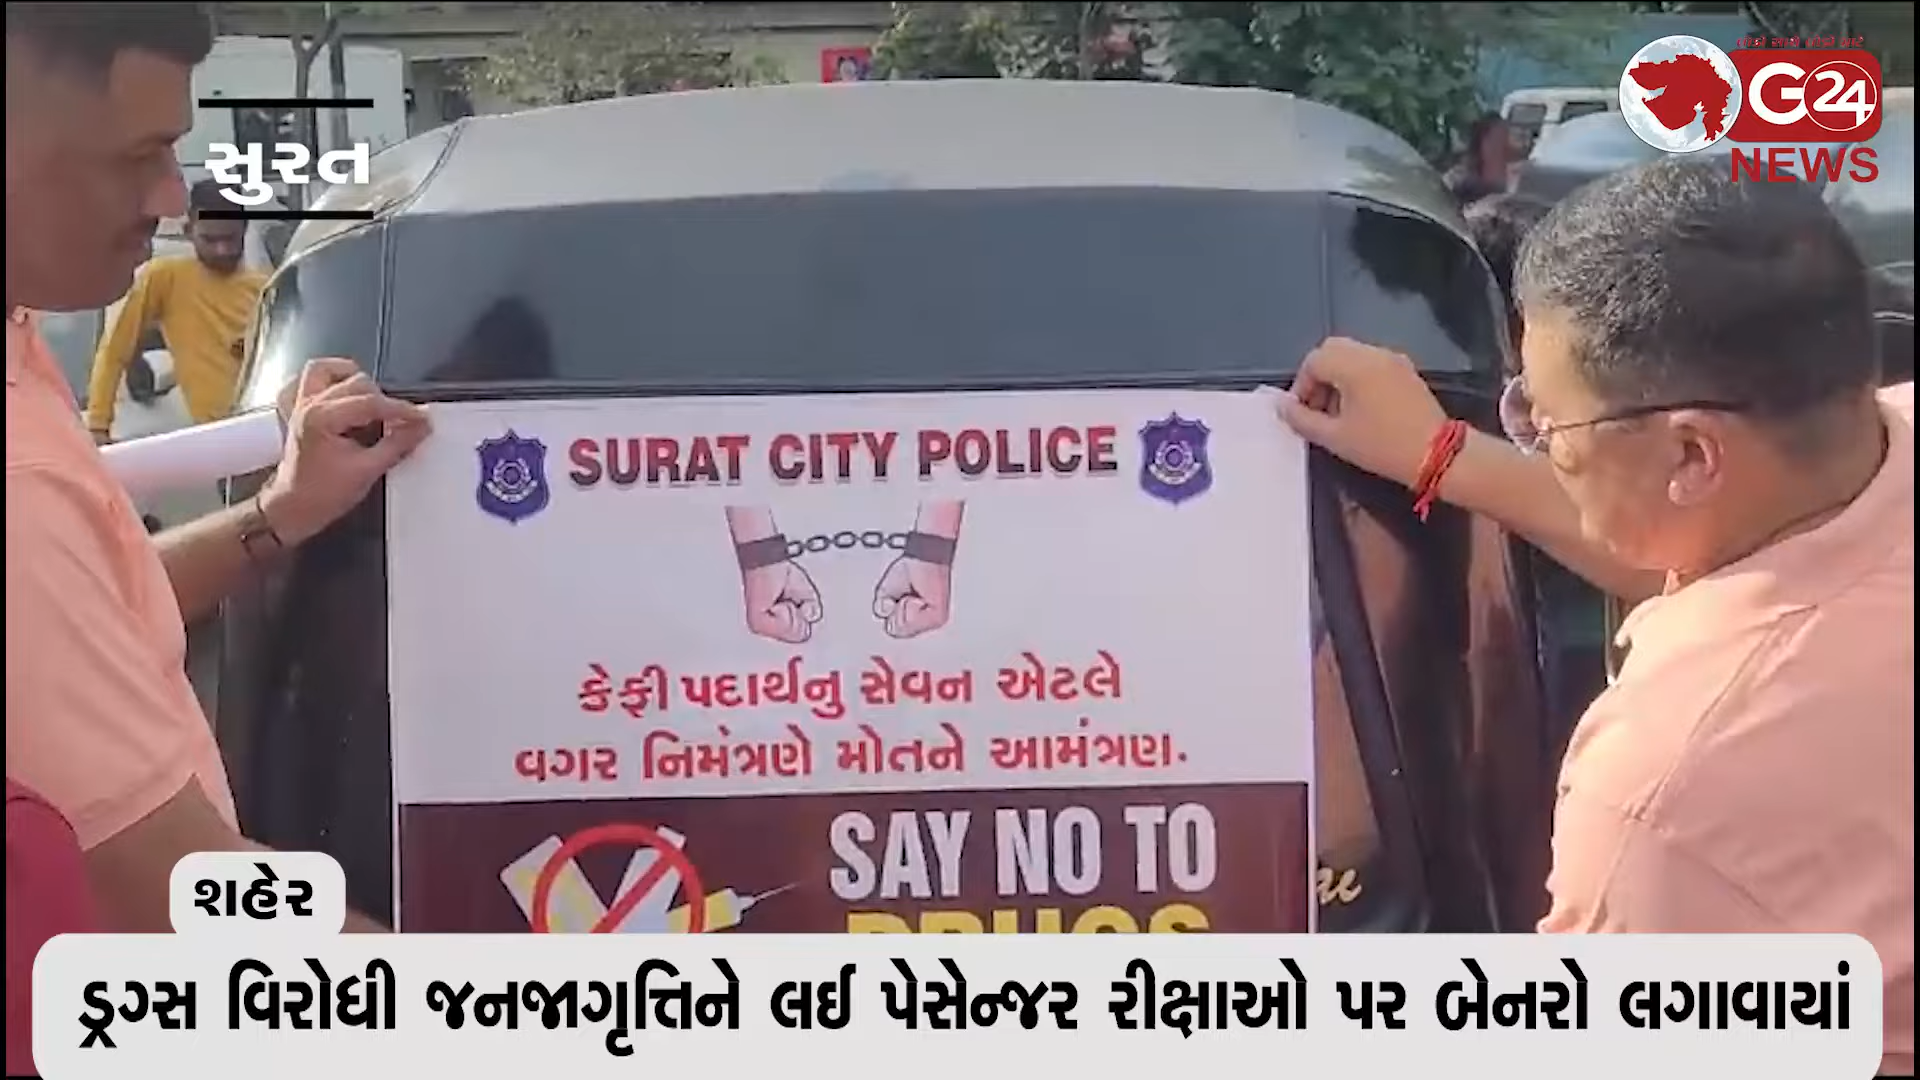 સુરત
G24
NEWS
SURAT CITY POLICE
કેફી પદાર્થનુ સેવન એટલે
વગર નિમંત્રણે મોતને આમંત્રણ.
SAY NO TO
DRUGS
શહેર
ડ્રગ્સ વિરોધી જનજાગૃત્તિને લઈ પેસેન્જર રીક્ષાઓ પર બેનરો લગાવાયાં